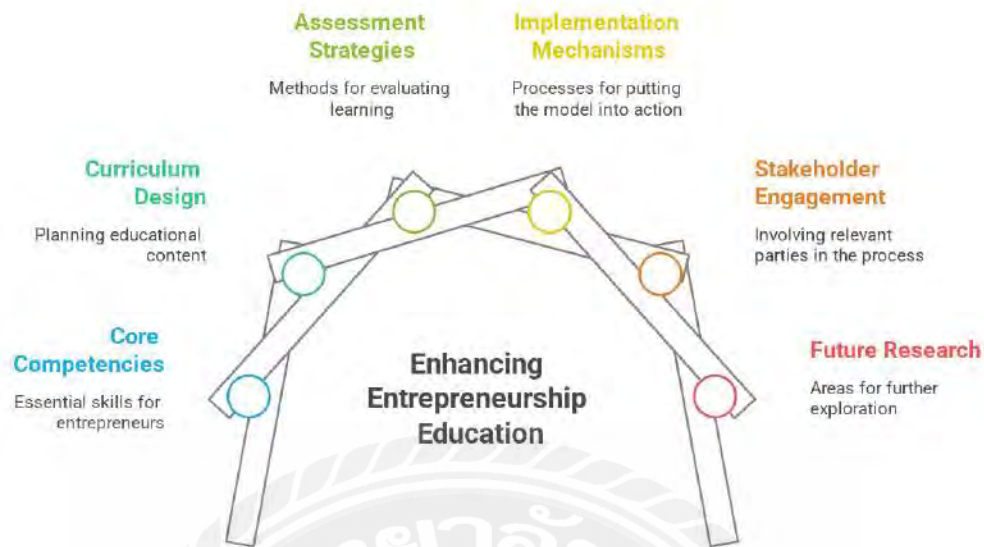 Assessment
Strategies
Methods for evaluating
learning
Implementation
Mechanisms
Processes for putting
the model into action
Curriculum
Design
Planning educational
content
Stakeholder
Engagement
Involving relevant
parties in the process
Core
Competencies
Essential skills for
entrepreneurs
Enhancing
Entrepreneurship
Education
Future Research
Areas for further
exploration